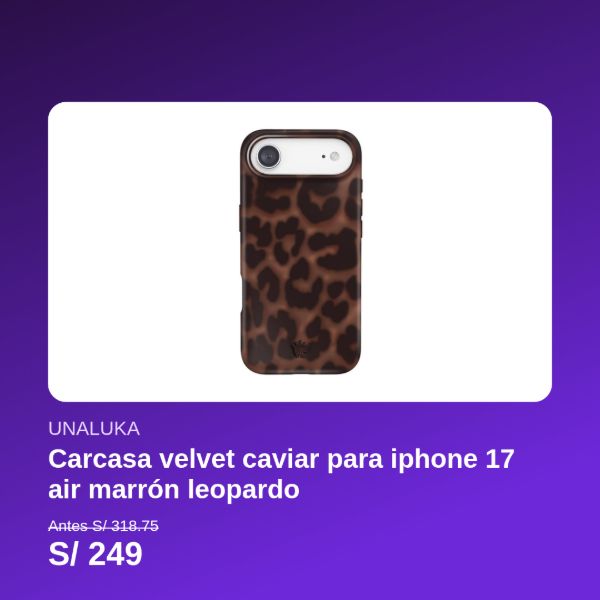 UNALUKA
Carcasa velvet caviar para iphone 17
air marrón leopardo
Antes S/ 318.75
S/ 249